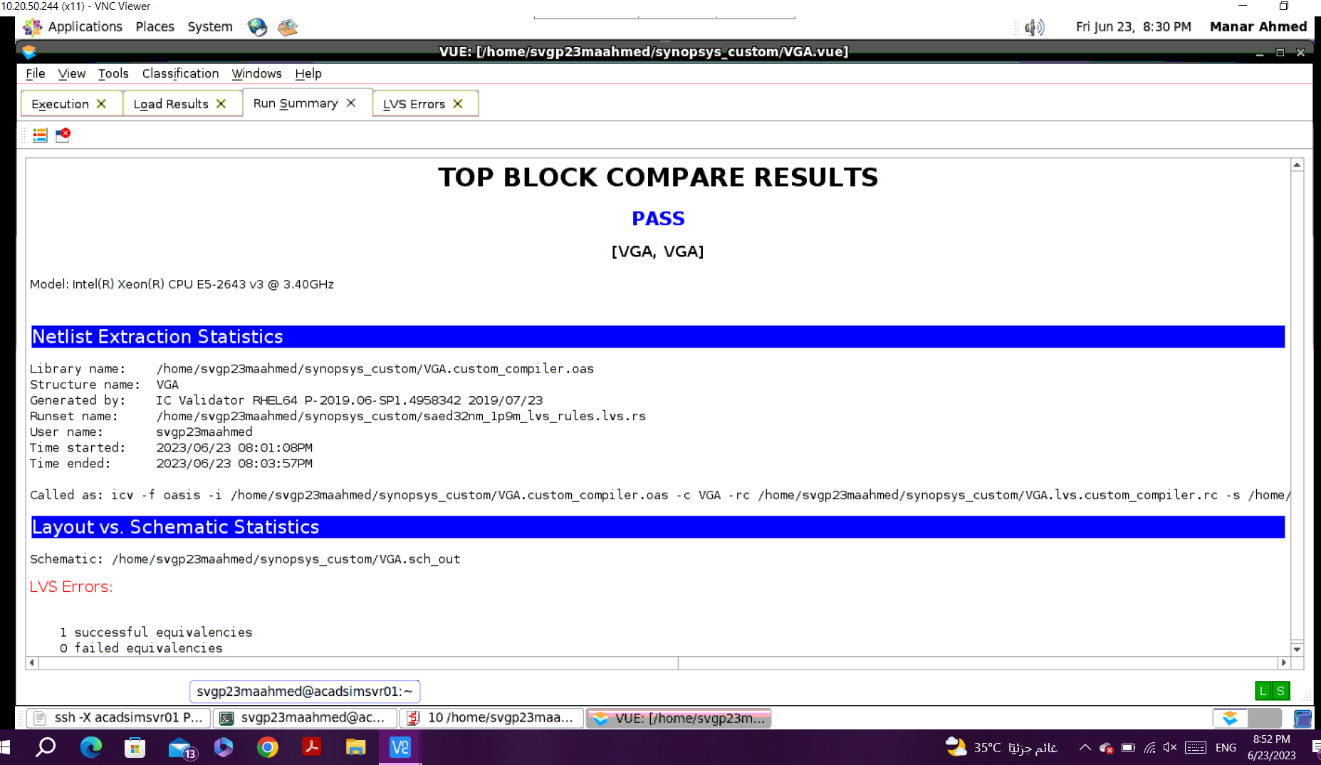 10.20.50.244 (x11) - VNC Viewer
Applications Places System
Fri Jun 23, 8:30 PM Manar Ahmed
VUE: [/home/svgp23maahmed/synopsys_custom/VGA.vue]
File View Tools Classification Windows Help
Execution Load Results Run Summary LVS Errors
TOP BLOCK COMPARE RESULTS
PASS
[VGA, VGA]
Model: Intel(R) Xeon(R) CPU E5-2643 v3 @ 3.40GHz
Netlist Extraction Statistics
Library name: /home/svgp23maahmed/synopsys_custom/VGA.custom_compiler.oas
Structure name: VGA
Generated by: IC Validator RHEL64 P-2019.06-SP1.4958342 2019/07/23
Runset name: /home/svgp23maahmed/synopsys_custom/saed32nm_1p9m_lvs_rules.lvs.rs
User name: svgp23maahmed
Time started: 2023/06/23 08:01:08PM
Time ended: 2023/06/23 08:03:57PM
Called as: icv -f oasis -i /home/svgp23maahmed/synopsys_custom/VGA.custom_compiler.oas -c VGA -rc /home/svgp23maahmed/synopsys_custom/VGA.lvs.custom_compiler.rc -s /home/
Layout vs. Schematic Statistics
Schematic: /home/svgp23maahmed/synopsys_custom/VGA.sch_out
LVS Errors:
1 successful equivalencies
0 failed equivalencies
svgp23maahmed@acadsimsvr01:~
L S
ssh -X acadsimsvr01 P... svgp23maahmed@ac... 10 /home/svgp23maa... VUE: [/home/svgp23m...
13
VE
35°C غائم جزئيًا
ENG
8:52 PM
6/23/2023